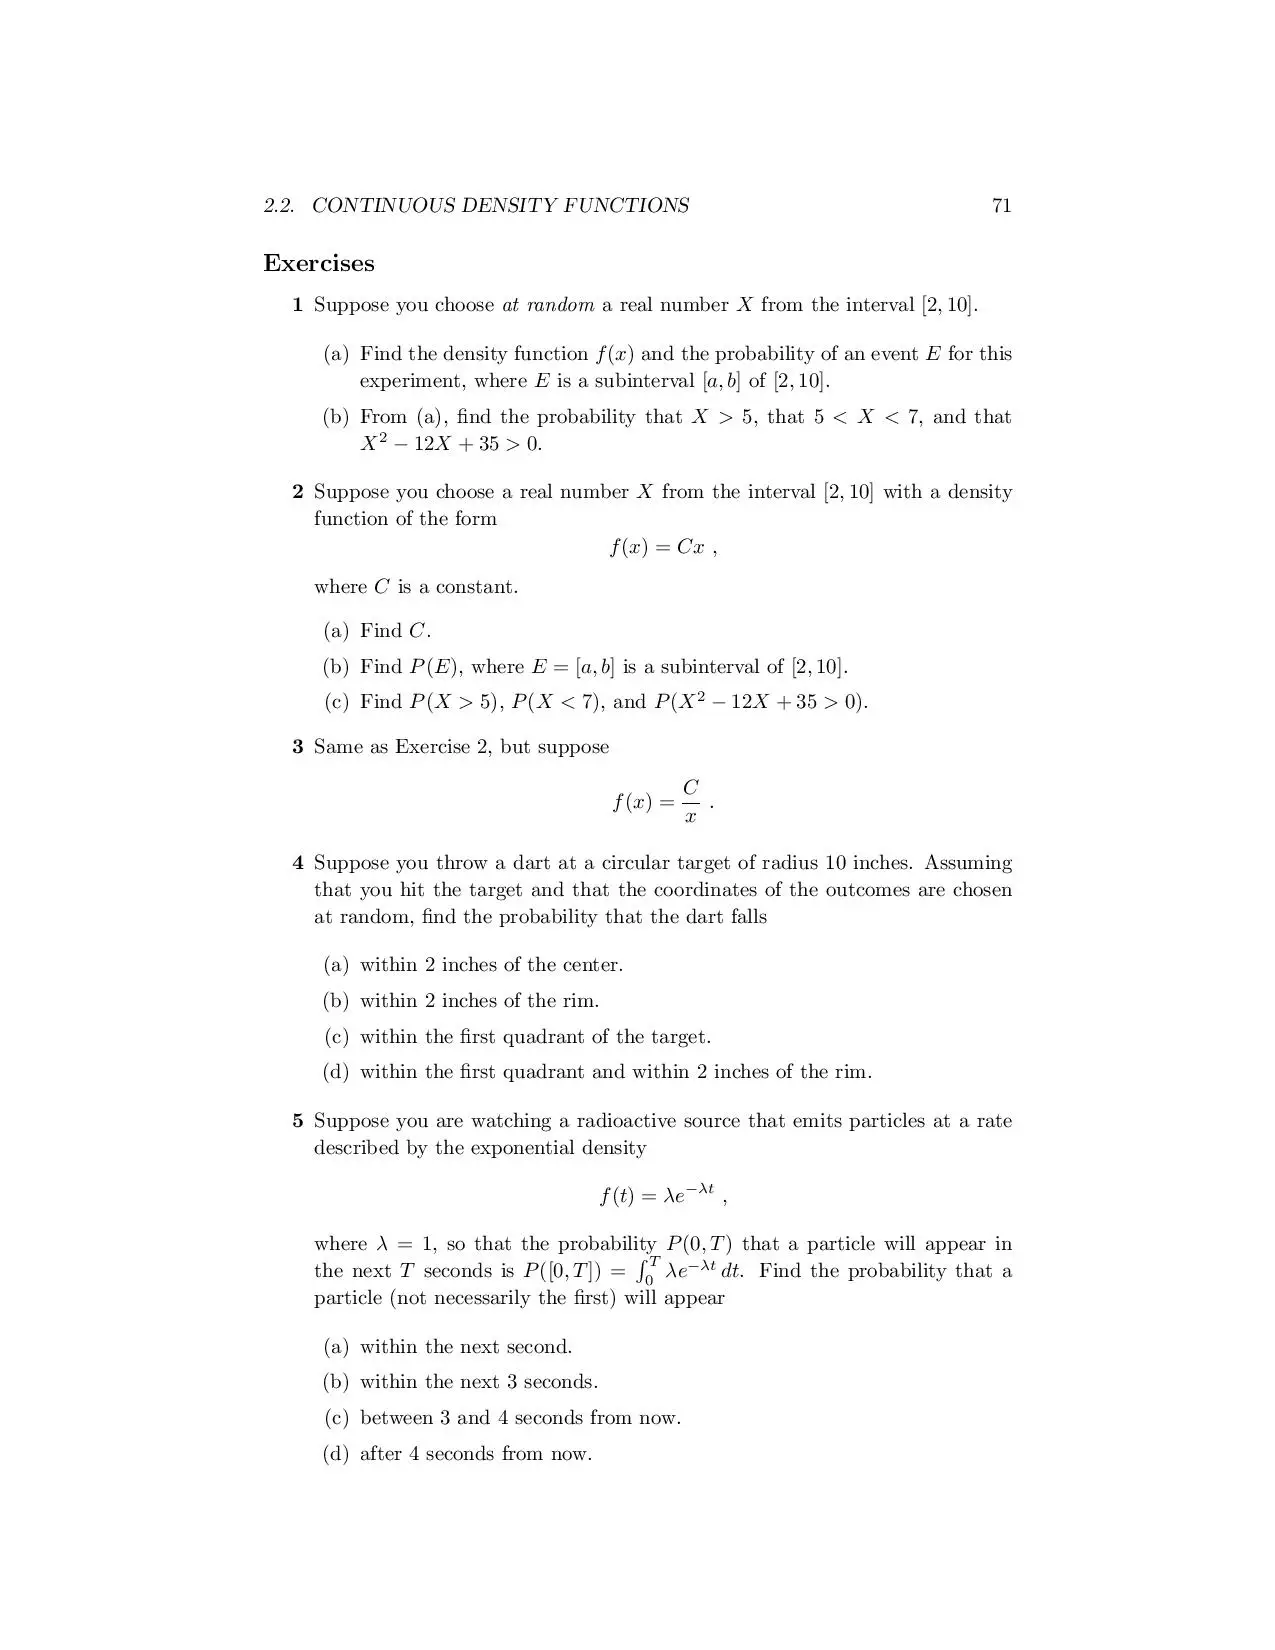 2.2. CONTINUOUS DENSITY FUNCTIONS 71
Exercises
1 Suppose you choose at random a real number X from the interval [2, 10].
(a) Find the density function f(x) and the probability of an event E for this
experiment, where E is a subinterval [a, b] of [2, 10].
(b) From (a), find the probability that X > 5, that 5 < X < 7, and that
X² − 12X + 35 > 0.
2 Suppose you choose a real number X from the interval [2, 10] with a density
function of the form
f(x) = Cx ,
where C is a constant.
(a) Find C.
(b) Find P(E), where E = [a, b] is a subinterval of [2, 10].
(c) Find P(X > 5), P(X < 7), and P(X² − 12X + 35 > 0).
3 Same as Exercise 2, but suppose
f(x) = C/x .
4 Suppose you throw a dart at a circular target of radius 10 inches. Assuming
that you hit the target and that the coordinates of the outcomes are chosen
at random, find the probability that the dart falls
(a) within 2 inches of the center.
(b) within 2 inches of the rim.
(c) within the first quadrant of the target.
(d) within the first quadrant and within 2 inches of the rim.
5 Suppose you are watching a radioactive source that emits particles at a rate
described by the exponential density
f(t) = λe^{−λt} ,
where λ = 1, so that the probability P(0, T) that a particle will appear in
the next T seconds is P([0, T]) = ∫₀ᵀ λe^{−λt} dt. Find the probability that a
particle (not necessarily the first) will appear
(a) within the next second.
(b) within the next 3 seconds.
(c) between 3 and 4 seconds from now.
(d) after 4 seconds from now.